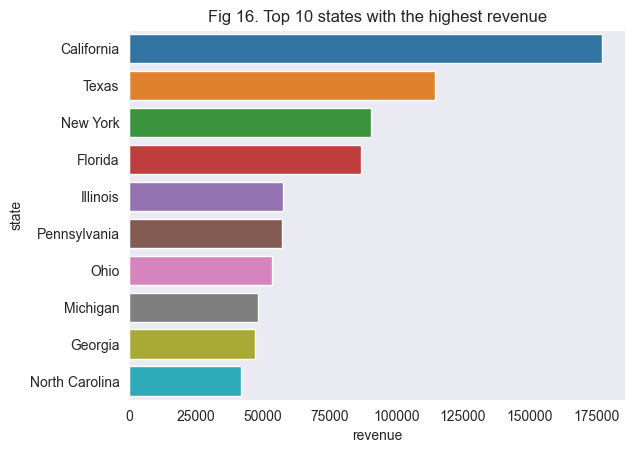 Fig 16. Top 10 states with the highest revenue
state
California
Texas
New York
Florida
Illinois
Pennsylvania
Ohio
Michigan
Georgia
North Carolina
0 25000 50000 75000 100000 125000 150000 175000
revenue